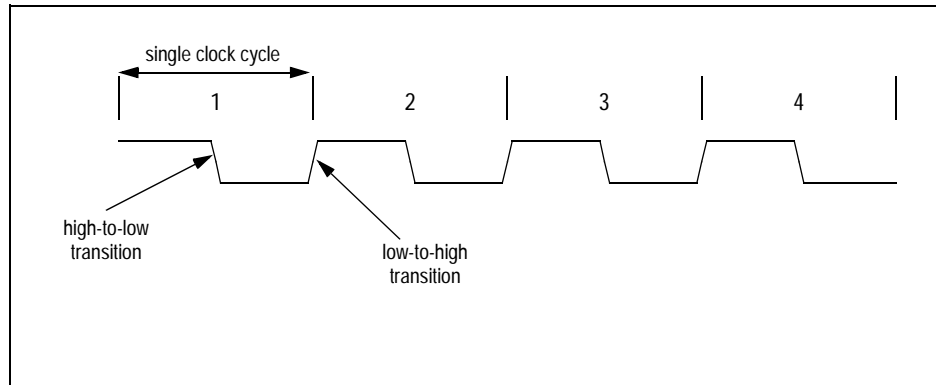 single clock cycle
1 2 3 4
high-to-low
transition
low-to-high
transition